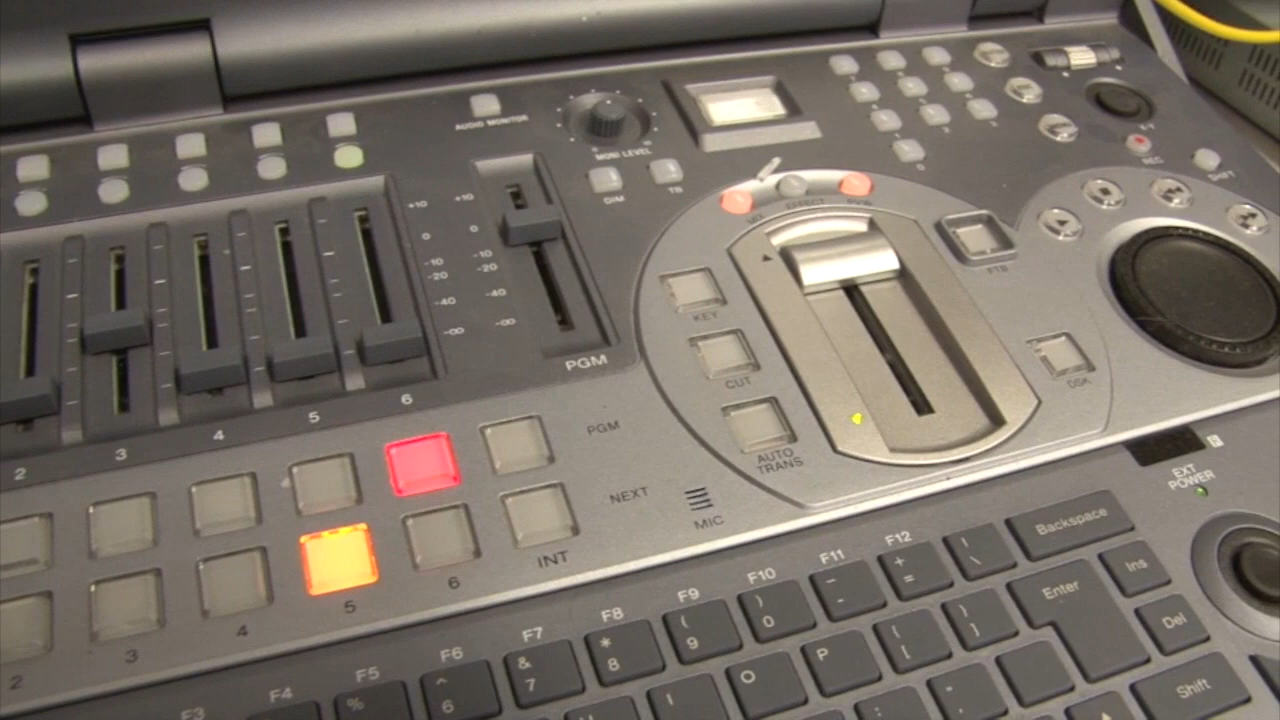 AUDIO MONITOR
MONI LEVEL
DIM
TB
MIX
EFFECT
PVW
REC
SHIFT
+10 +10
0 0
-10 -10
-20 -20
-40 -40
-∞ -∞
PGM
KEY
CUT
AUTO
TRANS
FTB
DSK
2 3 4 5 6
PGM
NEXT
MIC
2 3 4 5 6 INT
EXT
POWER
F3 F4 F5 F6 F7 F8 F9 F10 F11 F12
% ^ & * ( ) _ + | Backspace
6 7 8 9 0 - = \ Ins
I O P { } Enter Del
[ ]
Shift